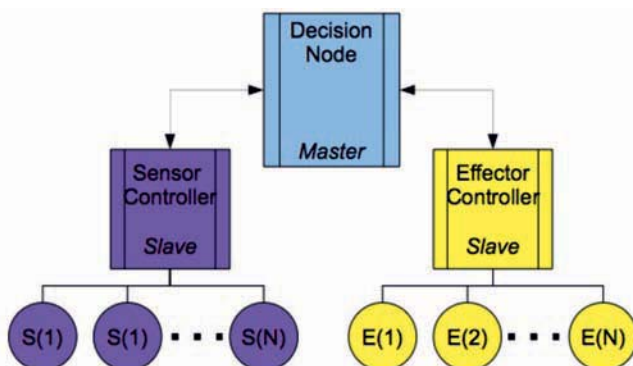 Decision
Node
Master
Sensor
Controller
Slave
Effector
Controller
Slave
S(1) S(1) S(N) E(1) E(2) E(N)